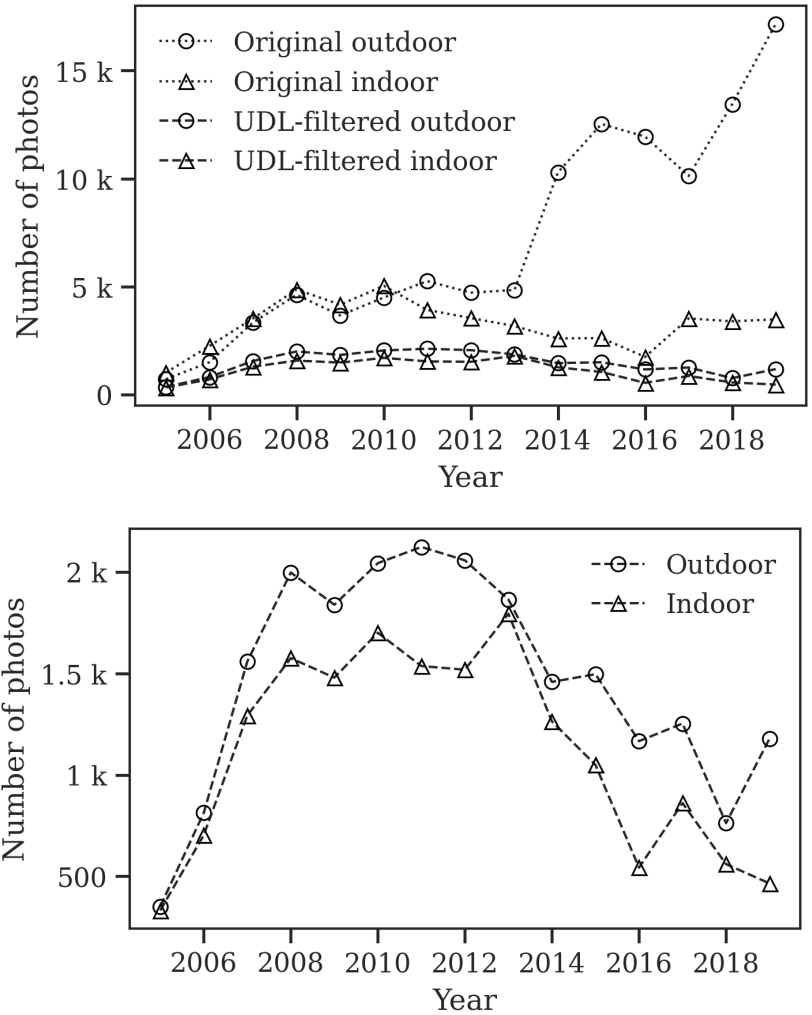 Original outdoor
Original indoor
UDL-filtered outdoor
UDL-filtered indoor
Number of photos
15 k
10 k
5 k
0
2006 2008 2010 2012 2014 2016 2018
Year
Outdoor
Indoor
Number of photos
2 k
1.5 k
1 k
500
2006 2008 2010 2012 2014 2016 2018
Year